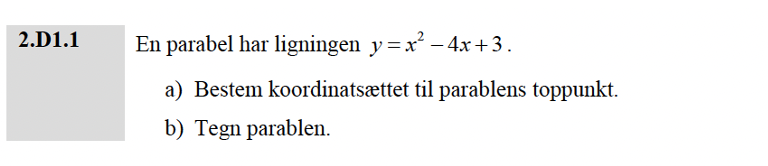 2.D1.1 En parabel har ligningen y = x² – 4x + 3.
a) Bestem koordinatsættet til parablens toppunkt.
b) Tegn parablen.